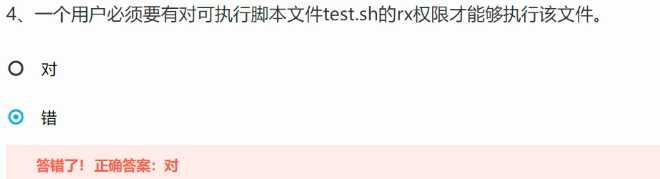 4、一个用户必须要有对可执行脚本文件test.sh的rx权限才能够执行该文件。
对
错
答错了！正确答案：对